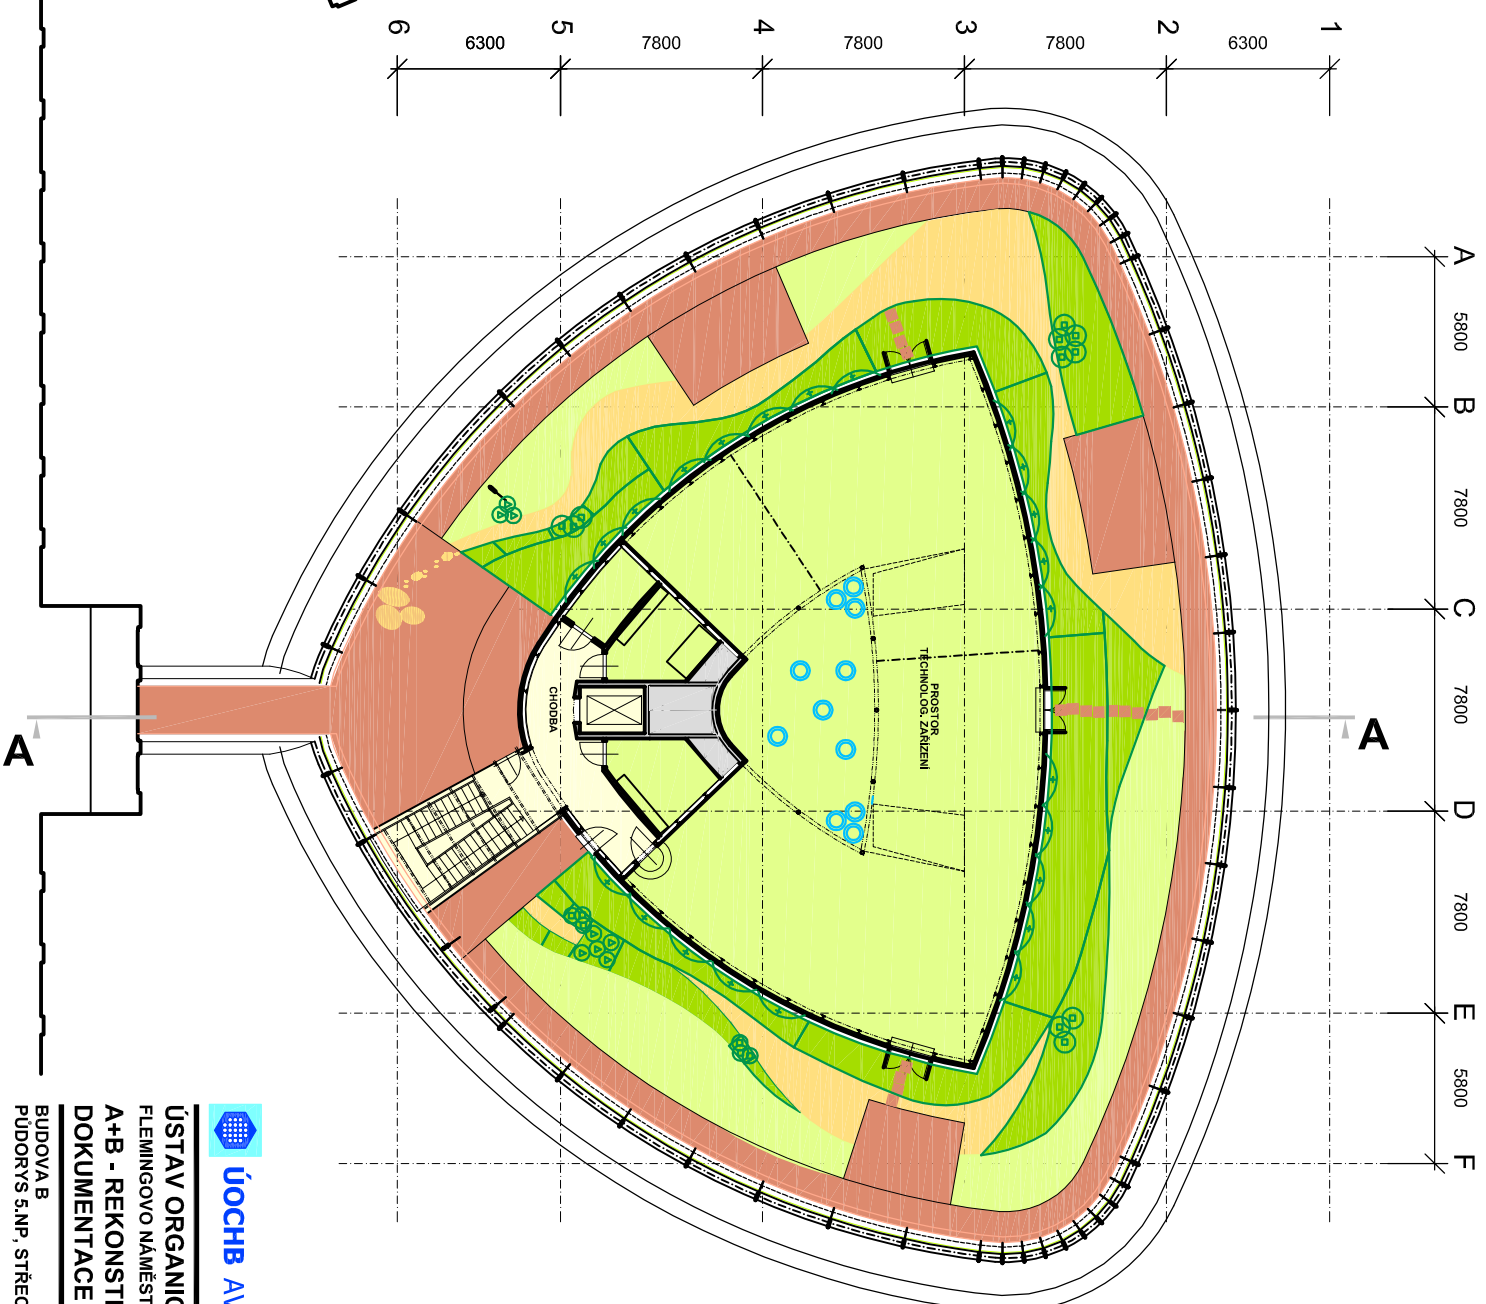 6
6300
5
7800
4
7800
3
7800
2
6300
1
A
5800
B
7800
C
7800
D
7800
E
5800
F
A
A
CHODBA
PROSTOR
TECHNOLOG. ZAŘÍZENÍ
ÚOCHB AV
ÚSTAV ORGANIC
FLEMINGOVO NÁMĚST
A+B - REKONSTR
DOKUMENTACE
BUDOVA B
PŮDORYS 5.NP, STŘEC